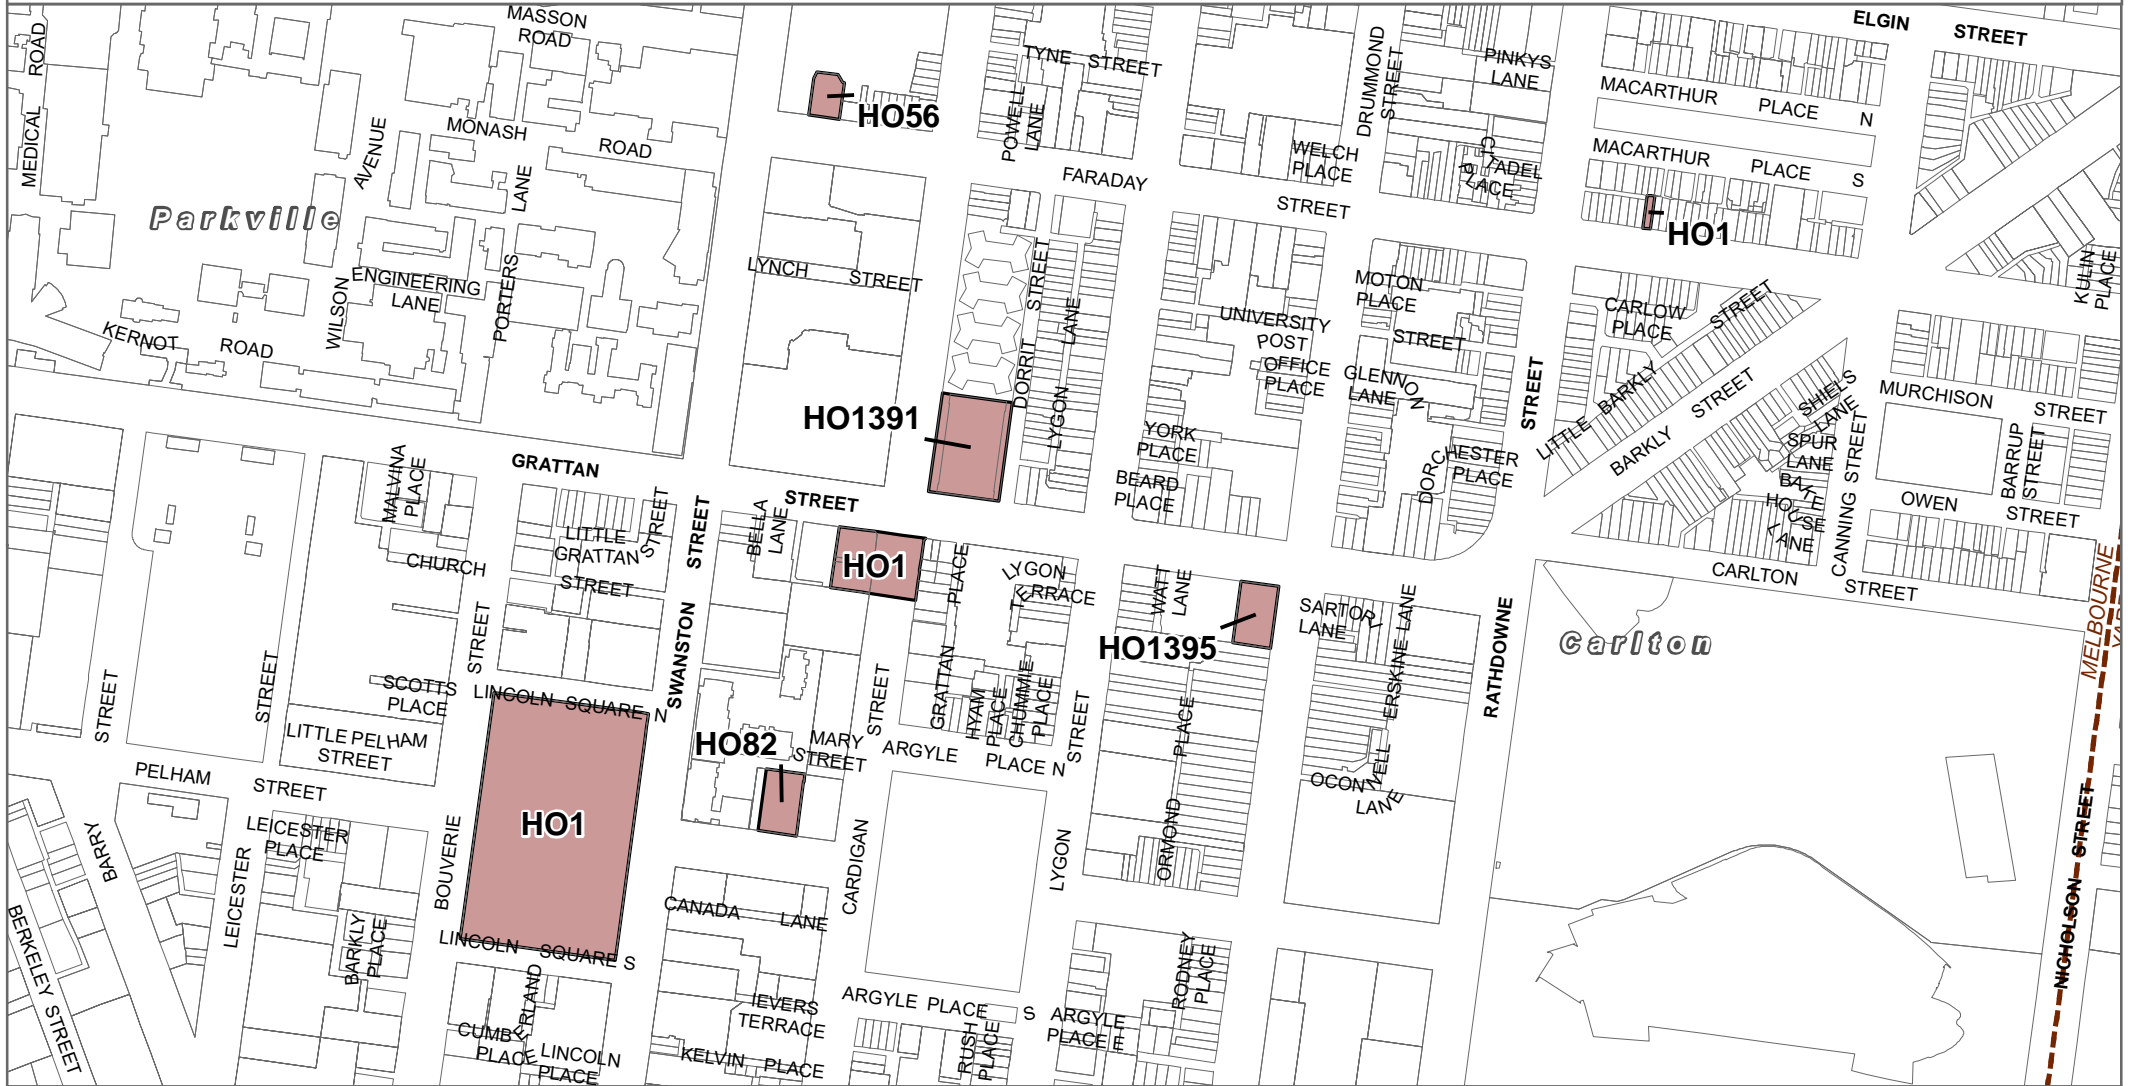 MASSON
ROAD
ELGIN STREET
ROAD
MEDICAL
TYNE STREET
DRUMMOND
STREET
PINKYS
LANE
MACARTHUR PLACE N
HO56
AVENUE
MONASH
ROAD
LANE
POWELL
LANE
WELCH
PLACE
CITADEL
PLACE
MACARTHUR PLACE S
FARADAY
STREET
Parkville
HO1
LYNCH STREET
ENGINEERING
LANE
WILSON
PORTERS
KERNOT ROAD
DORRIT STREET
LYGON LANE
UNIVERSITY
POST
OFFICE
PLACE
MOTON
PLACE
STREET
GLENNON
LANE
CARLOW
PLACE
KULIN
PLACE
LITTLE BARKLY STREET
BARKLY STREET
SHIELS
LANE
SPUR
LANE
BAKE
HOUSE
LANE
CANNING STREET
MURCHISON STREET
BARRUP
STREET
OWEN STREET
HO1391
YORK
PLACE
BEARD
PLACE
DORCHESTER
PLACE
STREET
GRATTAN
STREET
MALVINA
PLACE
LITTLE
GRATTAN
STREET
STREET
CHURCH
STREET
SWANSTON STREET
BELLA
LANE
HO1
GRATTAN PLACE
LYGON
TERRACE
WATT
LANE
HO1395
SARTORI
LANE
ERSKINE LANE
RATHDOWNE
CARLTON STREET
Carlton
MELBOURNE
NICHOLSON STREET
STREET
STREET
SCOTTS
PLACE
LITTLE PELHAM
STREET
LINCOLN SQUARE N
HO82
MARY
STREET
STREET
HYAM
PLACE
CHUMMIE
PLACE
ARGYLE
PLACE N
STREET
ORMOND PLACE
OCONNELL
LANE
PELHAM
STREET
LEICESTER
PLACE
BARRY
LEICESTER
BOUVERIE
HO1
CARDIGAN
LYGON
BERKELEY STREET
BARKLY
PLACE
LINCOLN SQUARE S
CANADA LANE
RODNEY
PLACE
IEVERS
TERRACE
ARGYLE PLACE S
ARGYLE
PLACE E
CUMBERLAND
PLACE
LINCOLN
PLACE
KELVIN PLACE
RUSH
PLACE